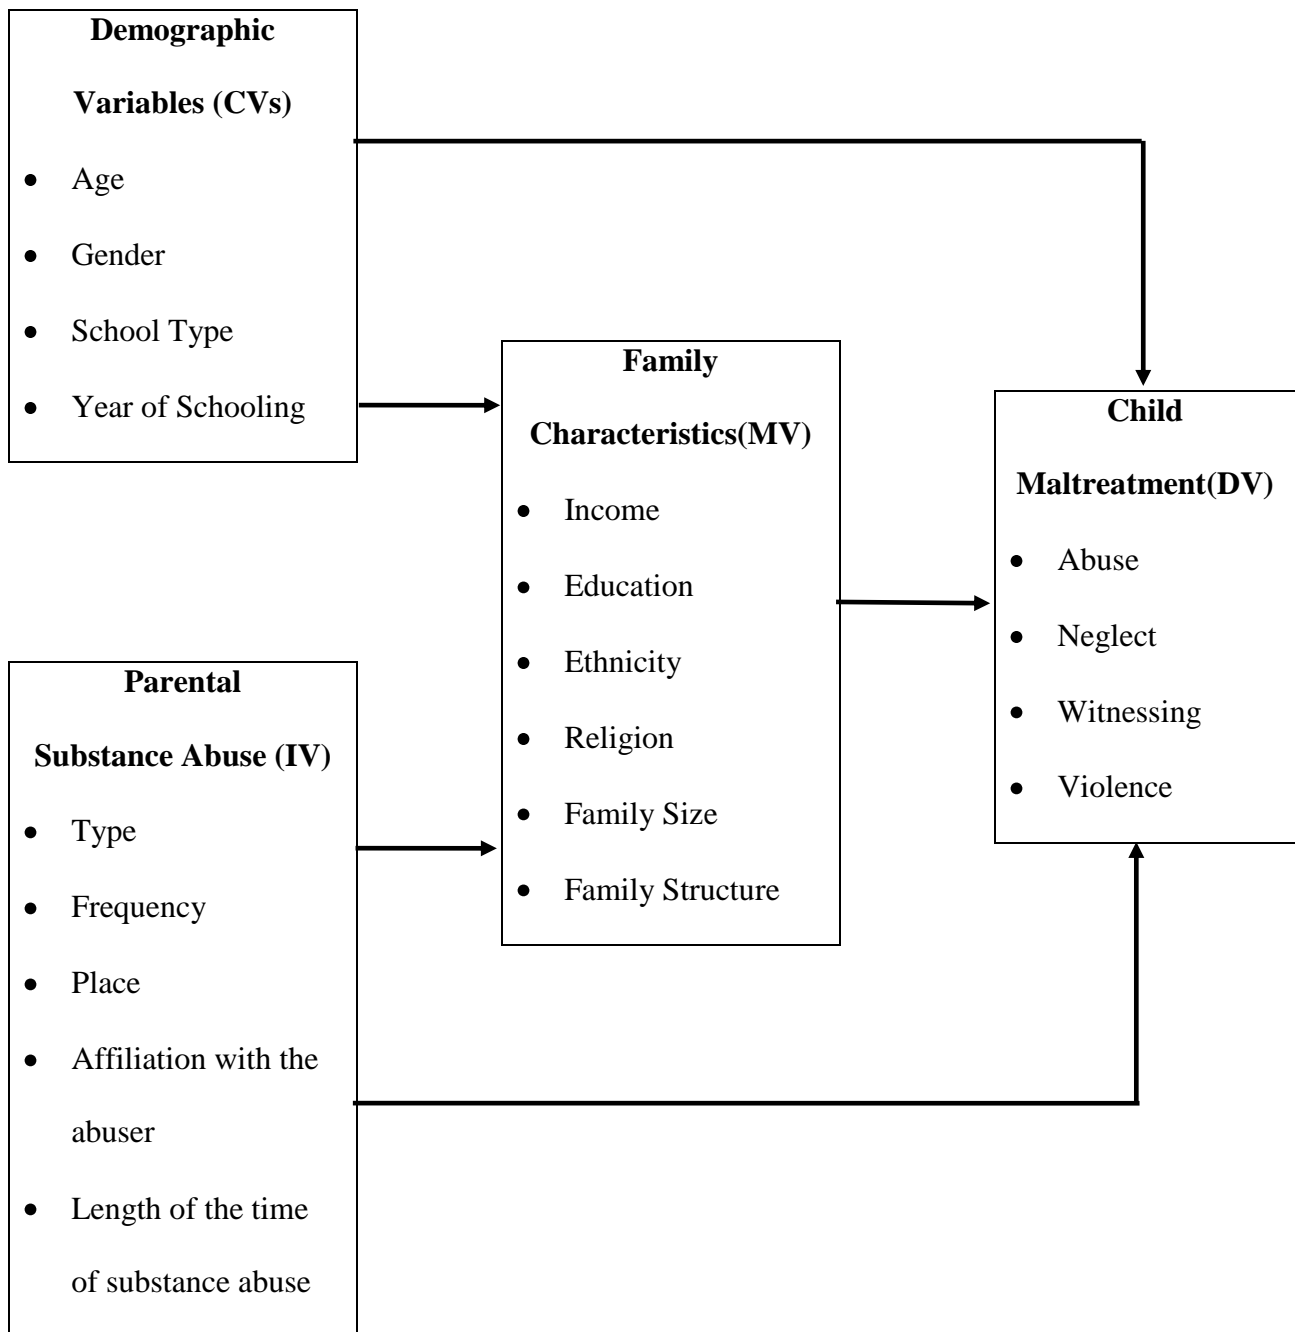 Demographic
Variables (CVs)
• Age
• Gender
• School Type
• Year of Schooling
Family
Characteristics(MV)
• Income
• Education
• Ethnicity
• Religion
• Family Size
• Family Structure
Child
Maltreatment(DV)
• Abuse
• Neglect
• Witnessing
• Violence
Parental
Substance Abuse (IV)
• Type
• Frequency
• Place
• Affiliation with the
abuser
• Length of the time
of substance abuse